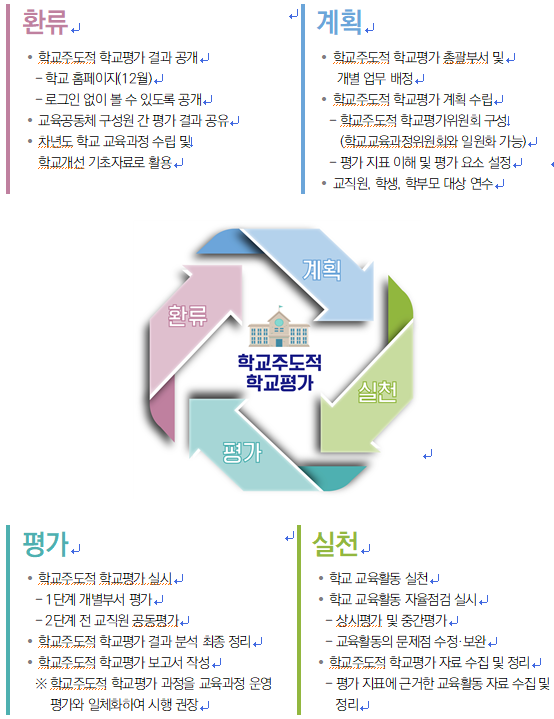 환류
• 학교주도적 학교평가 결과 공개
– 학교 홈페이지(12월)
– 로그인 없이 볼 수 있도록 공개
• 교육공동체 구성원 간 평가 결과 공유
• 차년도 학교 교육과정 수립 및
학교개선 기초자료로 활용
계획
• 학교주도적 학교평가 총괄부서 및
개별 업무 배정
• 학교주도적 학교평가 계획 수립
– 학교주도적 학교평가위원회 구성
(학교교육과정위원회와 일원화 가능)
– 평가 지표 이해 및 평가 요소 설정
• 교직원, 학생, 학부모 대상 연수
계획
환류
학교주도적
학교평가
실천
평가
평가
• 학교주도적 학교평가 실시
– 1단계 개별부서 평가
– 2단계 전 교직원 공동평가
• 학교주도적 학교평가 결과 분석 최종 정리
• 학교주도적 학교평가 보고서 작성
※ 학교주도적 학교평가 과정을 교육과정 운영
평가와 일체화하여 시행 권장
실천
• 학교 교육활동 실천
• 학교 교육활동 자율점검 실시
– 상시평가 및 중간평가
– 교육활동의 문제점 수정·보완
• 학교주도적 학교평가 자료 수집 및 정리
– 평가 지표에 근거한 교육활동 자료 수집 및
정리